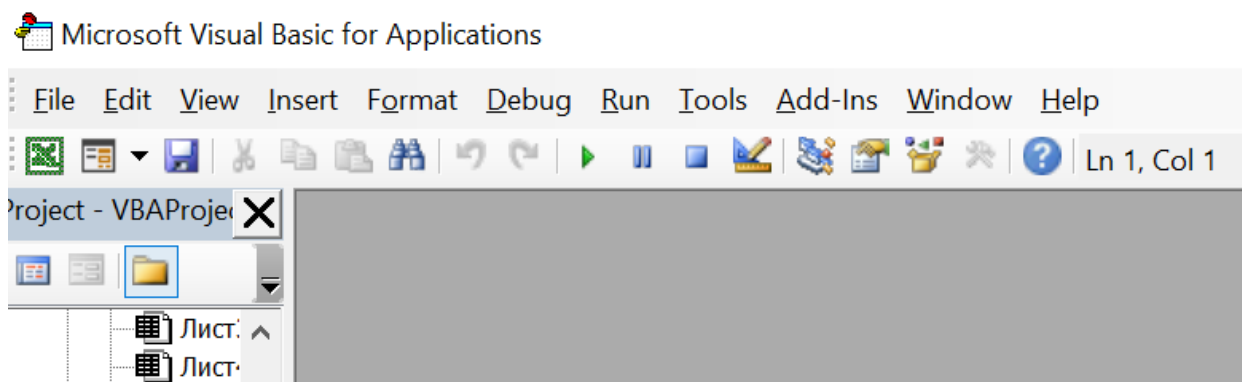 Microsoft Visual Basic for Applications
File Edit View Insert Format Debug Run Tools Add-Ins Window Help
Ln 1, Col 1
Project - VBAProjec
Лист
Лист